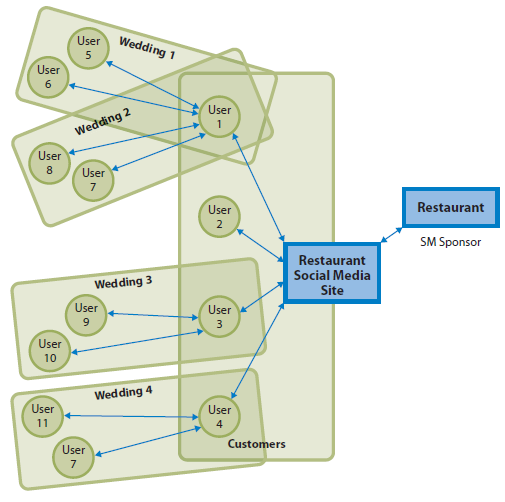 Wedding 1
User
5
User
6
Wedding 2
User
1
User
8
User
7
User
2
Restaurant
SM Sponsor
Restaurant
Social Media
Site
Wedding 3
User
9
User
3
User
10
Wedding 4
User
11
User
4
User
7
Customers